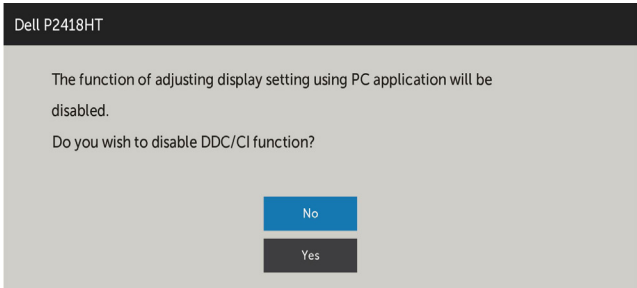 Dell P2418HT
The function of adjusting display setting using PC application will be
disabled.
Do you wish to disable DDC/CI function?
No
Yes